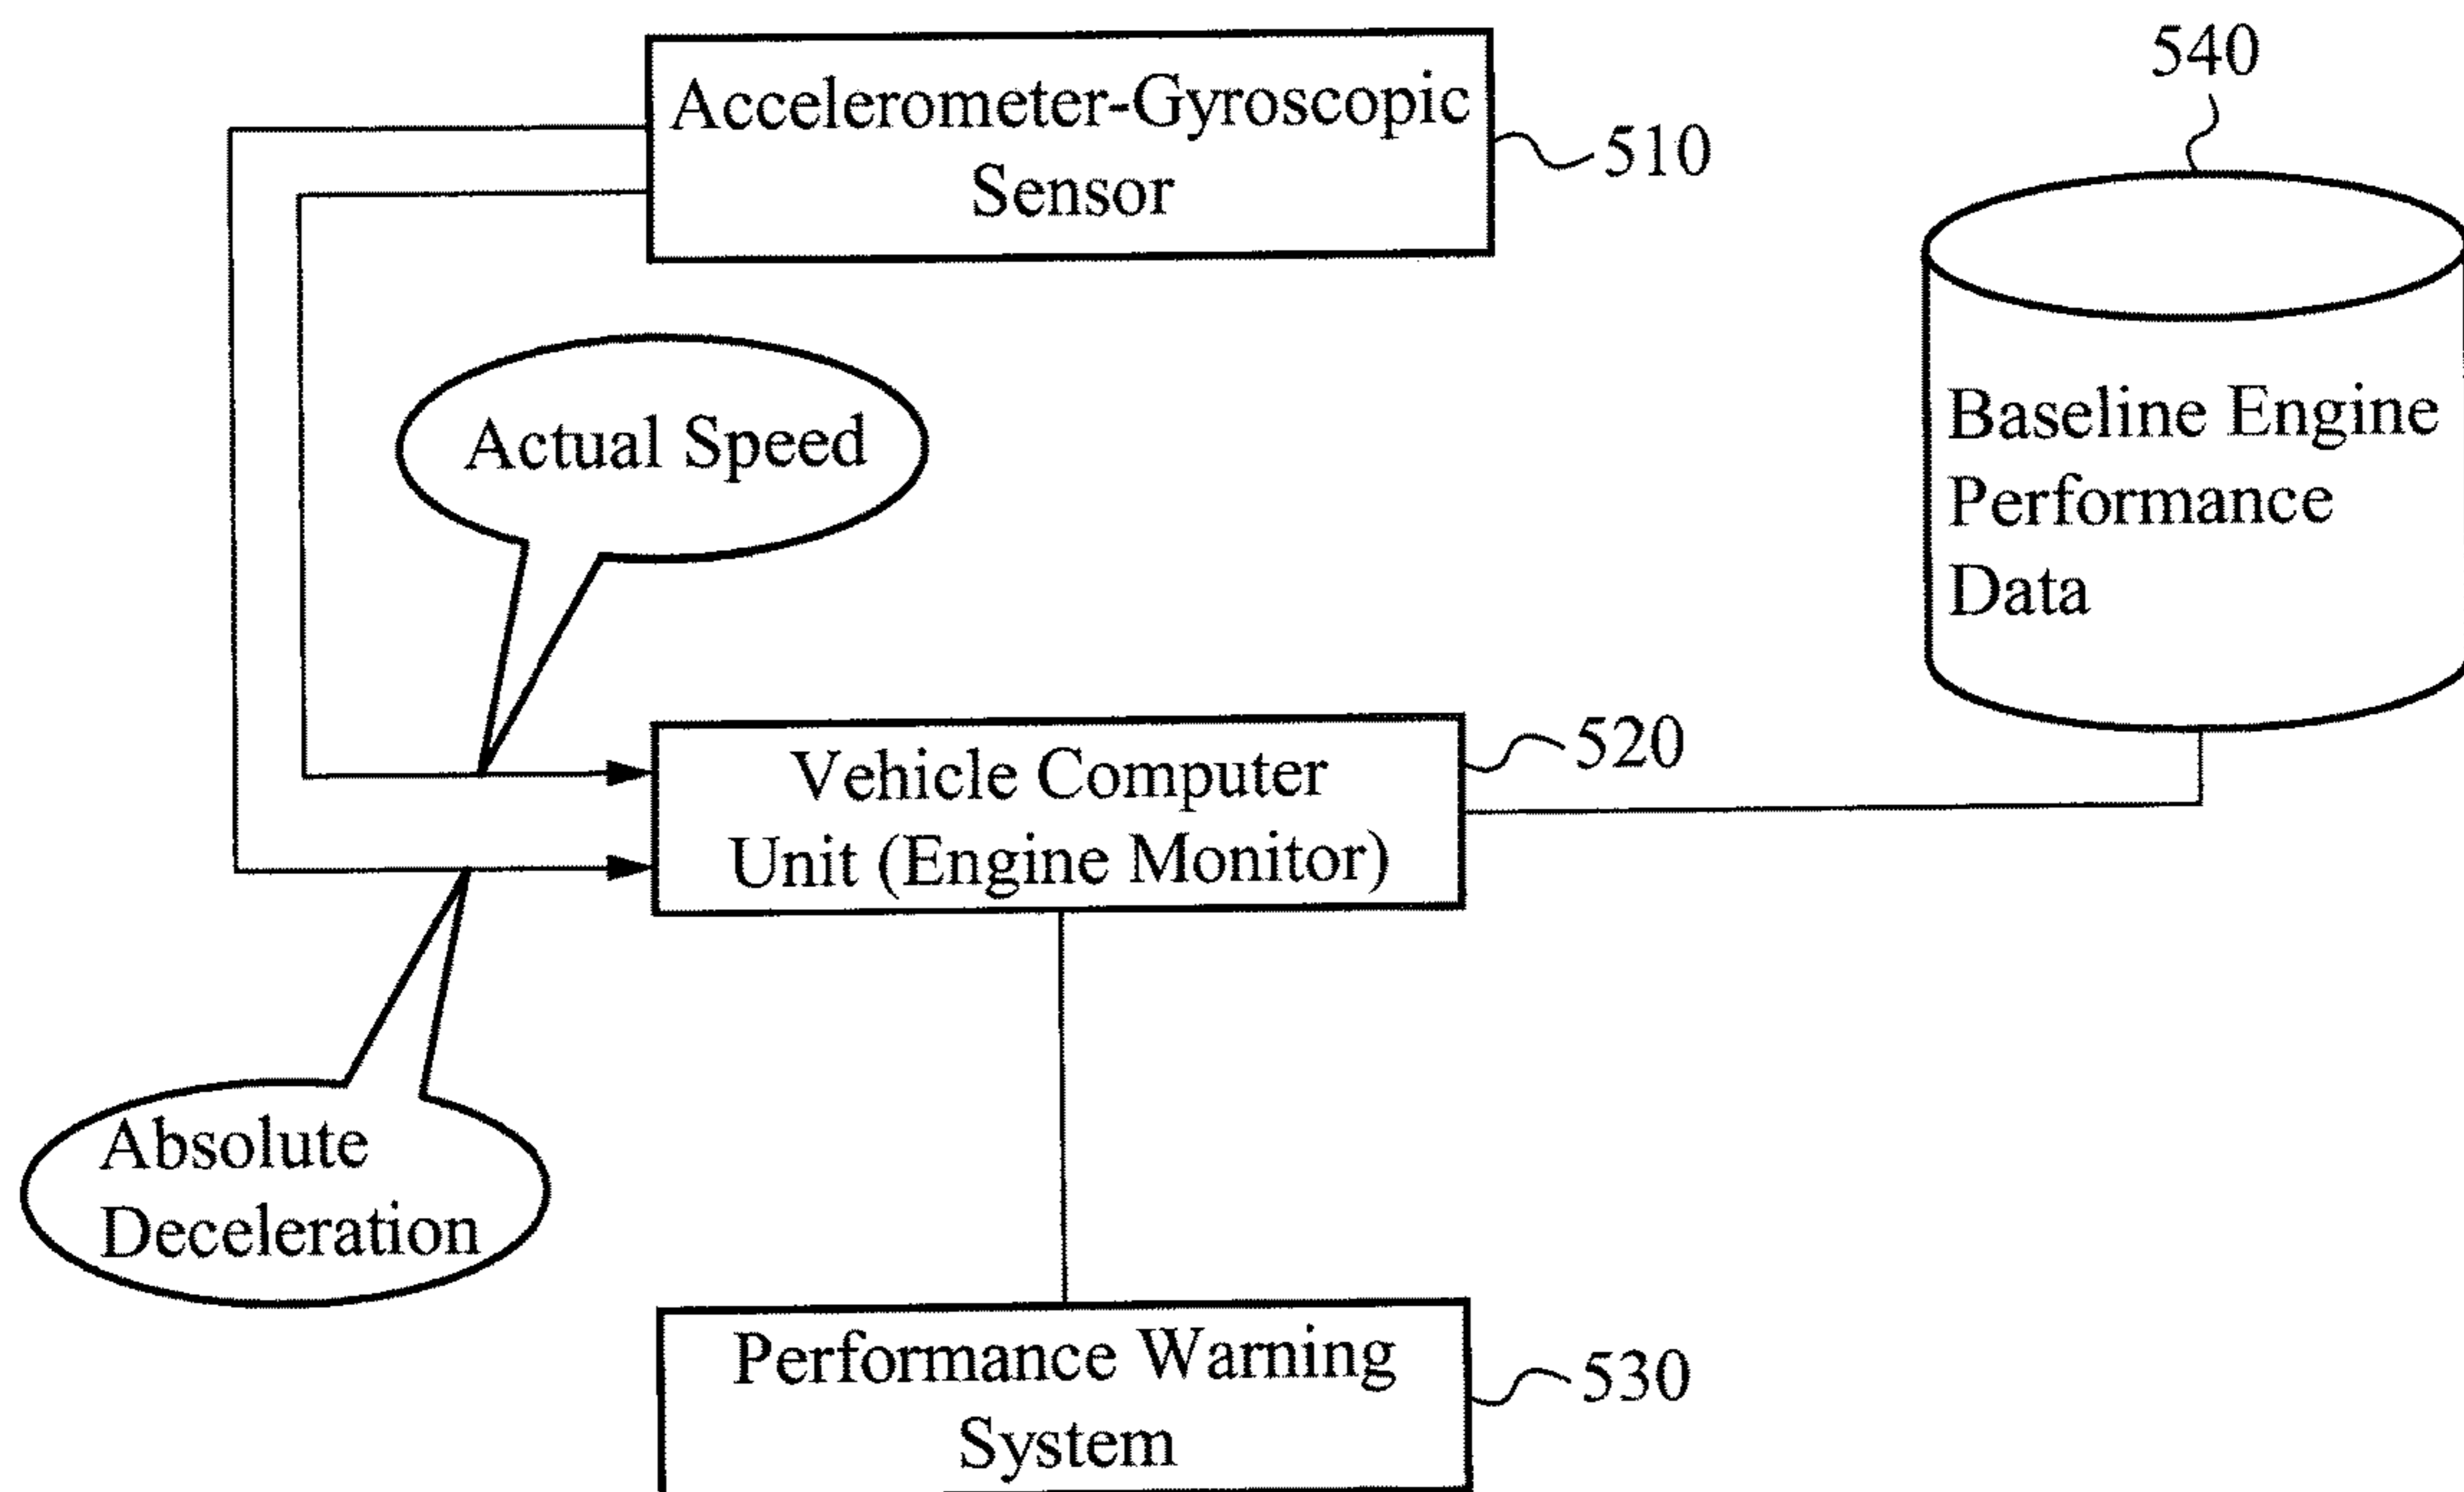 540
Accelerometer-Gyroscopic
Sensor
510
Actual Speed
Baseline Engine
Performance
Data
Vehicle Computer
Unit (Engine Monitor)
520
Absolute
Deceleration
Performance Warning
System
530